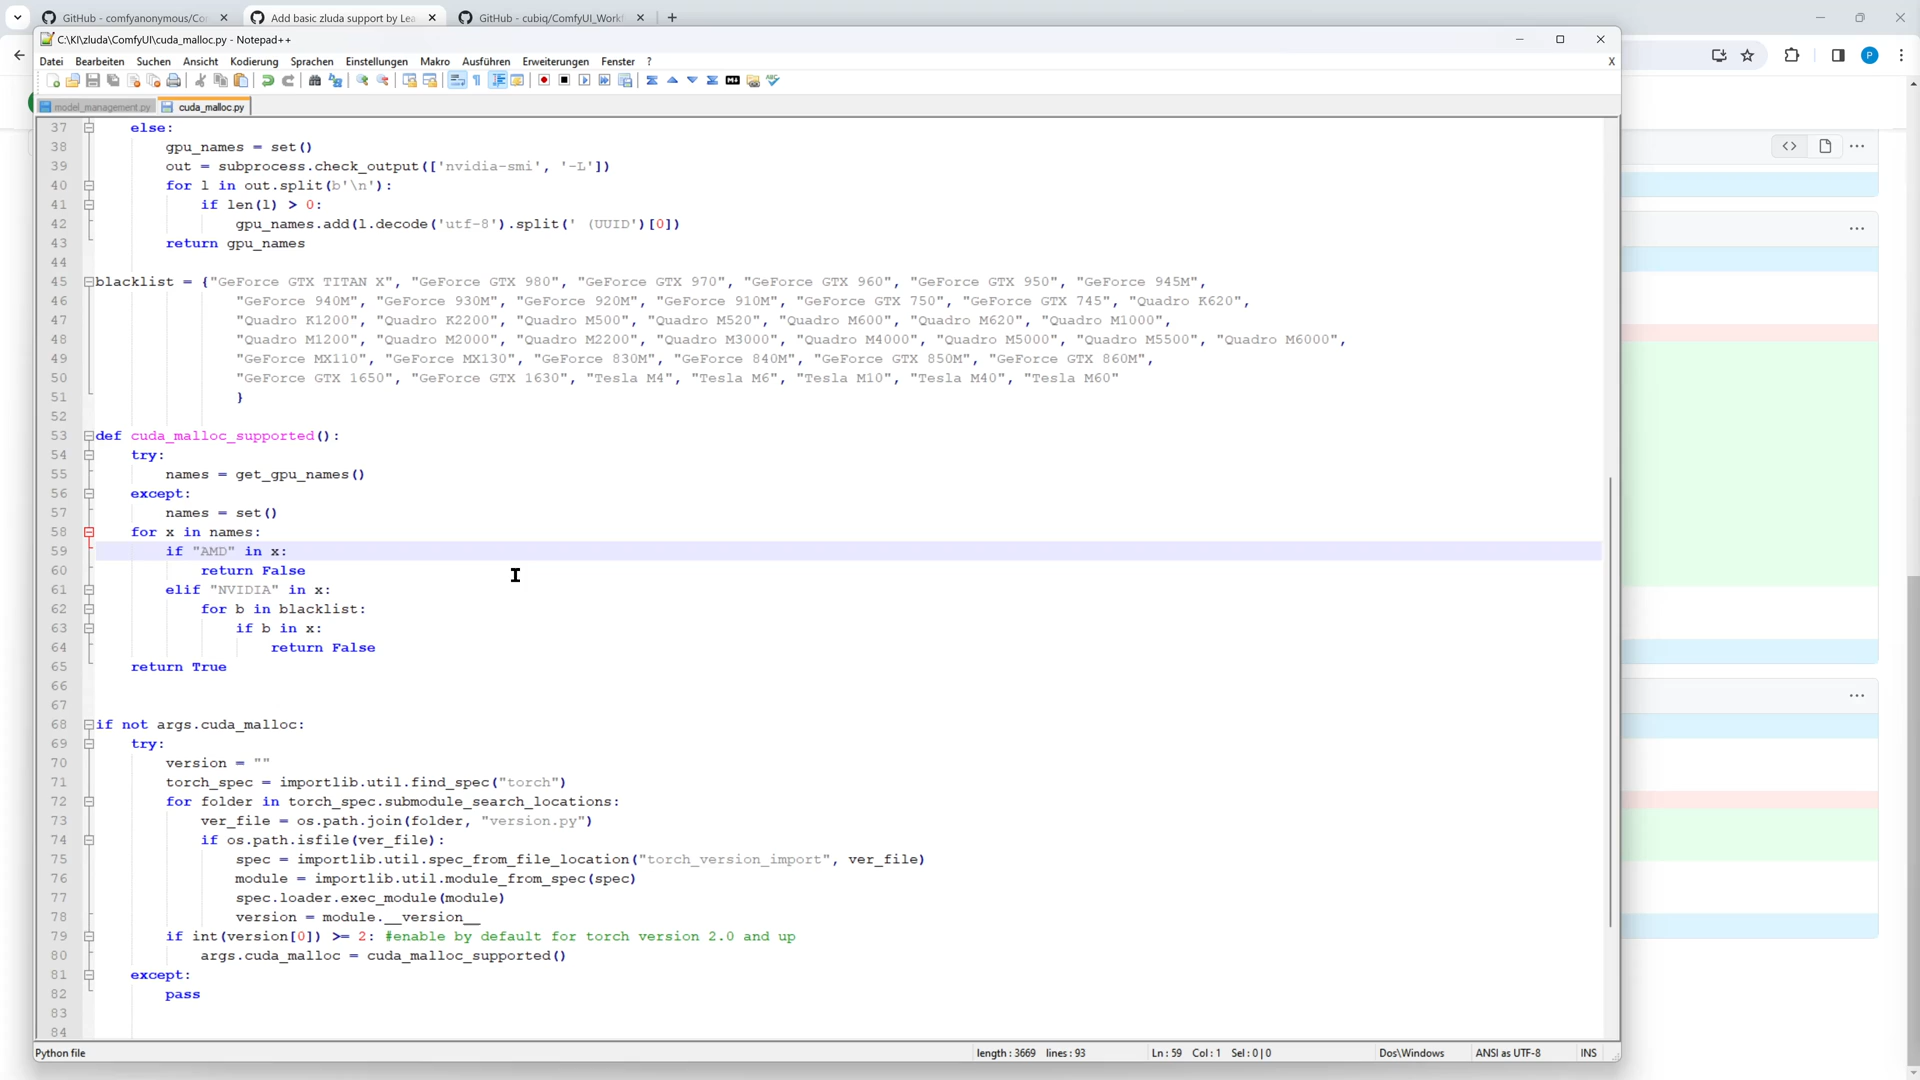 GitHub - comfyanonymous/Co
Add basic zluda support by Lea
GitHub - cubiq/ComfyUI_Workf
C:\KI\zluda\ComfyUI\cuda_malloc.py - Notepad++
Datei Bearbeiten Suchen Ansicht Kodierung Sprachen Einstellungen Makro Ausführen Erweiterungen Fenster ? X
model_management.py cuda_malloc.py
37 else:
38 gpu_names = set()
39 out = subprocess.check_output(['nvidia-smi', '-L'])
40 for l in out.split(b'\n'):
41 if len(l) > 0:
42 gpu_names.add(l.decode('utf-8').split(' (UUID')[0])
43 return gpu_names
44
45 blacklist = {"GeForce GTX TITAN X", "GeForce GTX 980", "GeForce GTX 970", "GeForce GTX 960", "GeForce GTX 950", "GeForce 945M",
46 "GeForce 940M", "GeForce 930M", "GeForce 920M", "GeForce 910M", "GeForce GTX 750", "GeForce GTX 745", "Quadro K620",
47 "Quadro K1200", "Quadro K2200", "Quadro M500", "Quadro M520", "Quadro M600", "Quadro M620", "Quadro M1000",
48 "Quadro M1200", "Quadro M2000", "Quadro M2200", "Quadro M3000", "Quadro M4000", "Quadro M5000", "Quadro M5500", "Quadro M6000",
49 "GeForce MX110", "GeForce MX130", "GeForce 830M", "GeForce 840M", "GeForce GTX 850M", "GeForce GTX 860M",
50 "GeForce GTX 1650", "GeForce GTX 1630", "Tesla M4", "Tesla M6", "Tesla M10", "Tesla M40", "Tesla M60"
51 }
52
53 def cuda_malloc_supported():
54 try:
55 names = get_gpu_names()
56 except:
57 names = set()
58 for x in names:
59 if "AMD" in x:
60 return False
61 elif "NVIDIA" in x:
62 for b in blacklist:
63 if b in x:
64 return False
65 return True
66
67
68 if not args.cuda_malloc:
69 try:
70 version = ""
71 torch_spec = importlib.util.find_spec("torch")
72 for folder in torch_spec.submodule_search_locations:
73 ver_file = os.path.join(folder, "version.py")
74 if os.path.isfile(ver_file):
75 spec = importlib.util.spec_from_file_location("torch_version_import", ver_file)
76 module = importlib.util.module_from_spec(spec)
77 spec.loader.exec_module(module)
78 version = module.__version__
79 if int(version[0]) >= 2: #enable by default for torch version 2.0 and up
80 args.cuda_malloc = cuda_malloc_supported()
81 except:
82 pass
83
84
Python file length : 3669 lines : 93 Ln : 59 Col : 1 Sel : 0 | 0 Dos\Windows ANSI as UTF-8 INS
P